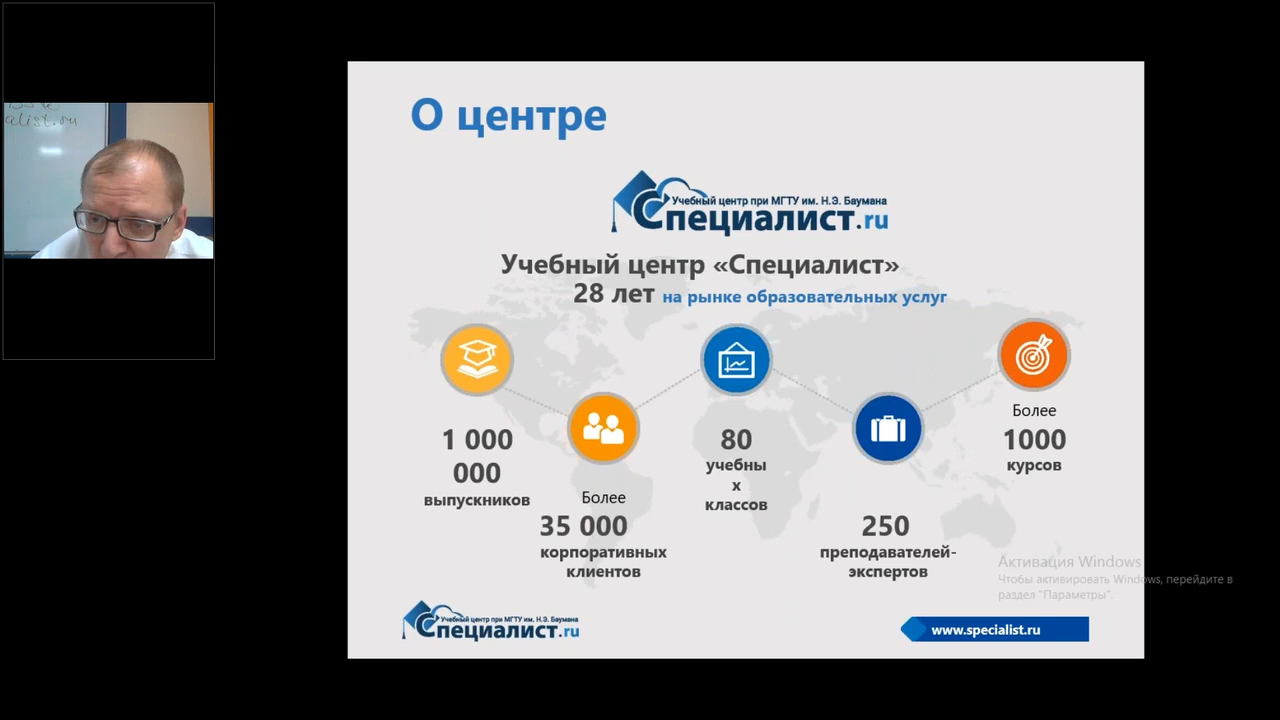 alist.ru
О центре
Учебный центр при МГТУ им. Н.Э. Баумана
Специалист.ru
Учебный центр «Специалист»
28 лет на рынке образовательных услуг
1 000
000
выпускников
Более
35 000
корпоративных
клиентов
80
учебны
х
классов
250
преподавателей-
экспертов
Более
1000
курсов
Активация Windows
Чтобы активировать Windows, перейдите в
раздел "Параметры".
Учебный центр при МГТУ им. Н.Э. Баумана
Специалист.ru
www.specialist.ru